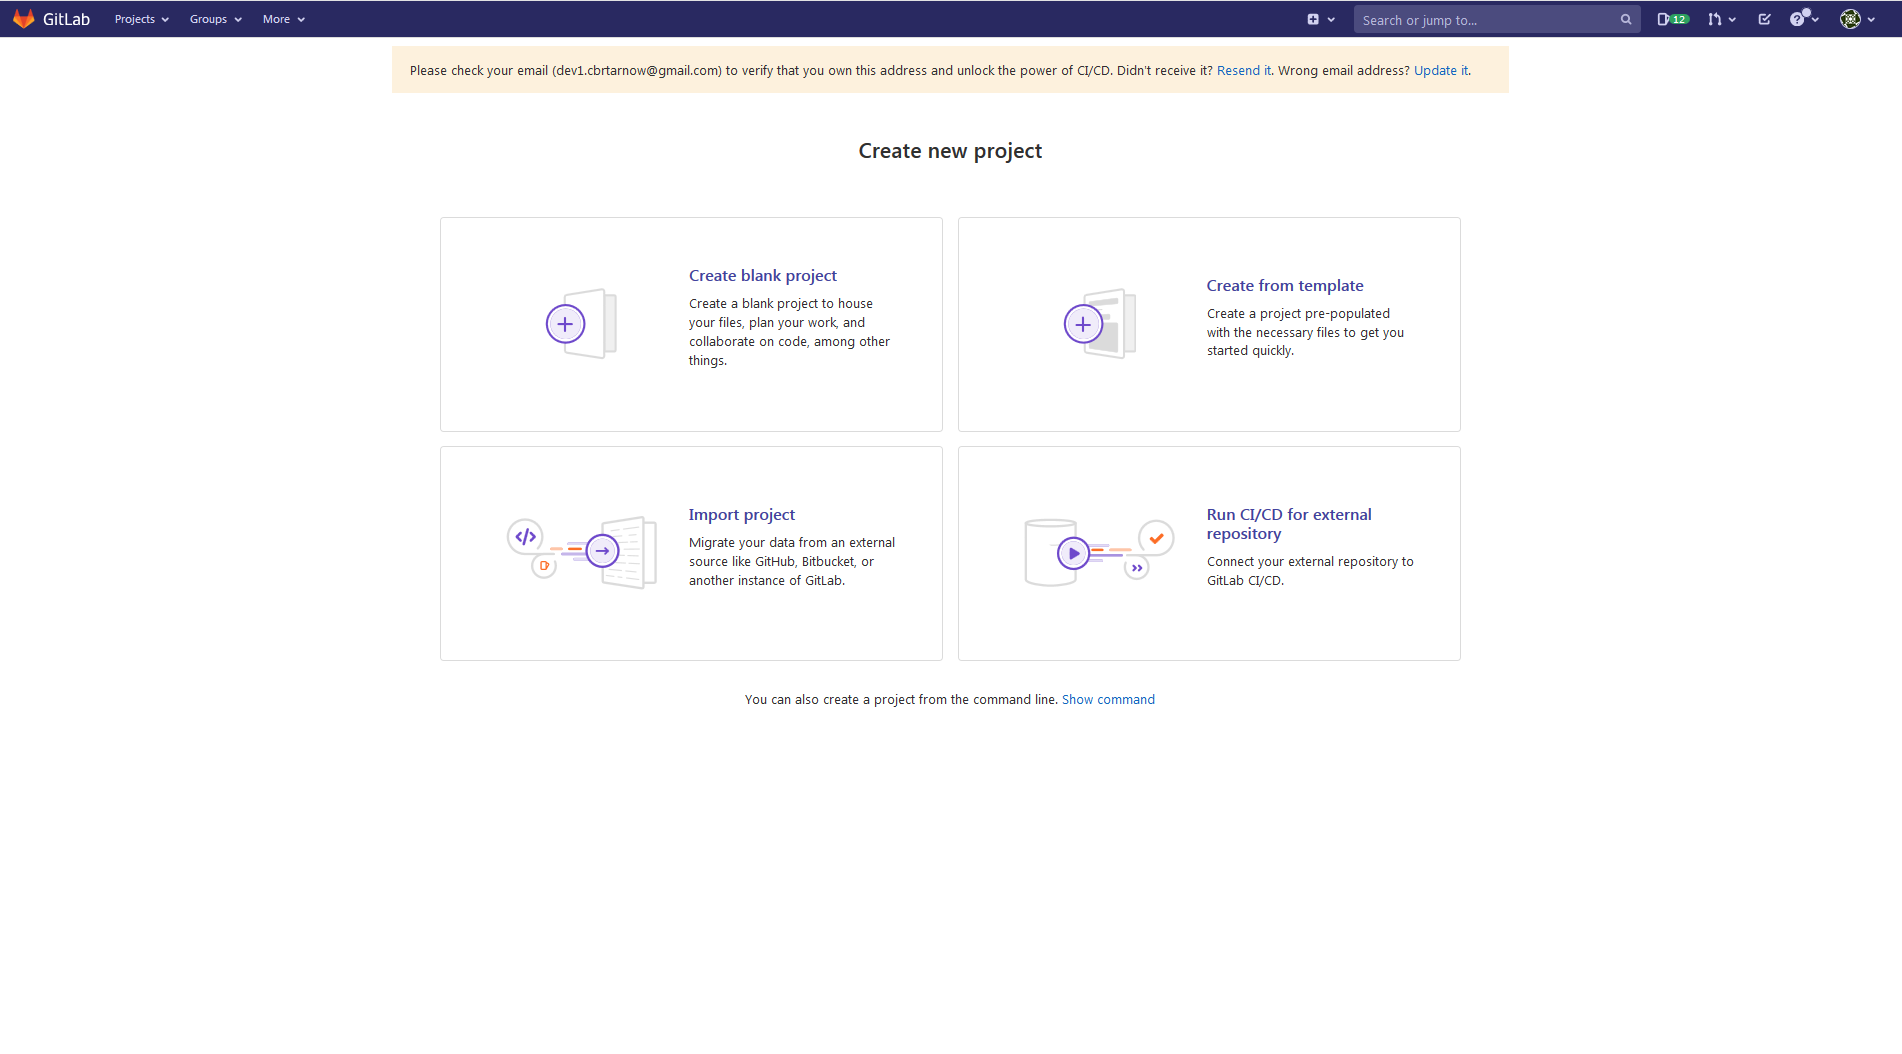 GitLab Projects Groups More Search or jump to... 12
Please check your email (dev1.cbrtarnow@gmail.com) to verify that you own this address and unlock the power of CI/CD. Didn't receive it? Resend it. Wrong email address? Update it.
Create new project
Create blank project
Create a blank project to house
your files, plan your work, and
collaborate on code, among other
things.
Create from template
Create a project pre-populated
with the necessary files to get you
started quickly.
Import project
Migrate your data from an external
source like GitHub, Bitbucket, or
another instance of GitLab.
Run CI/CD for external
repository
Connect your external repository to
GitLab CI/CD.
You can also create a project from the command line. Show command